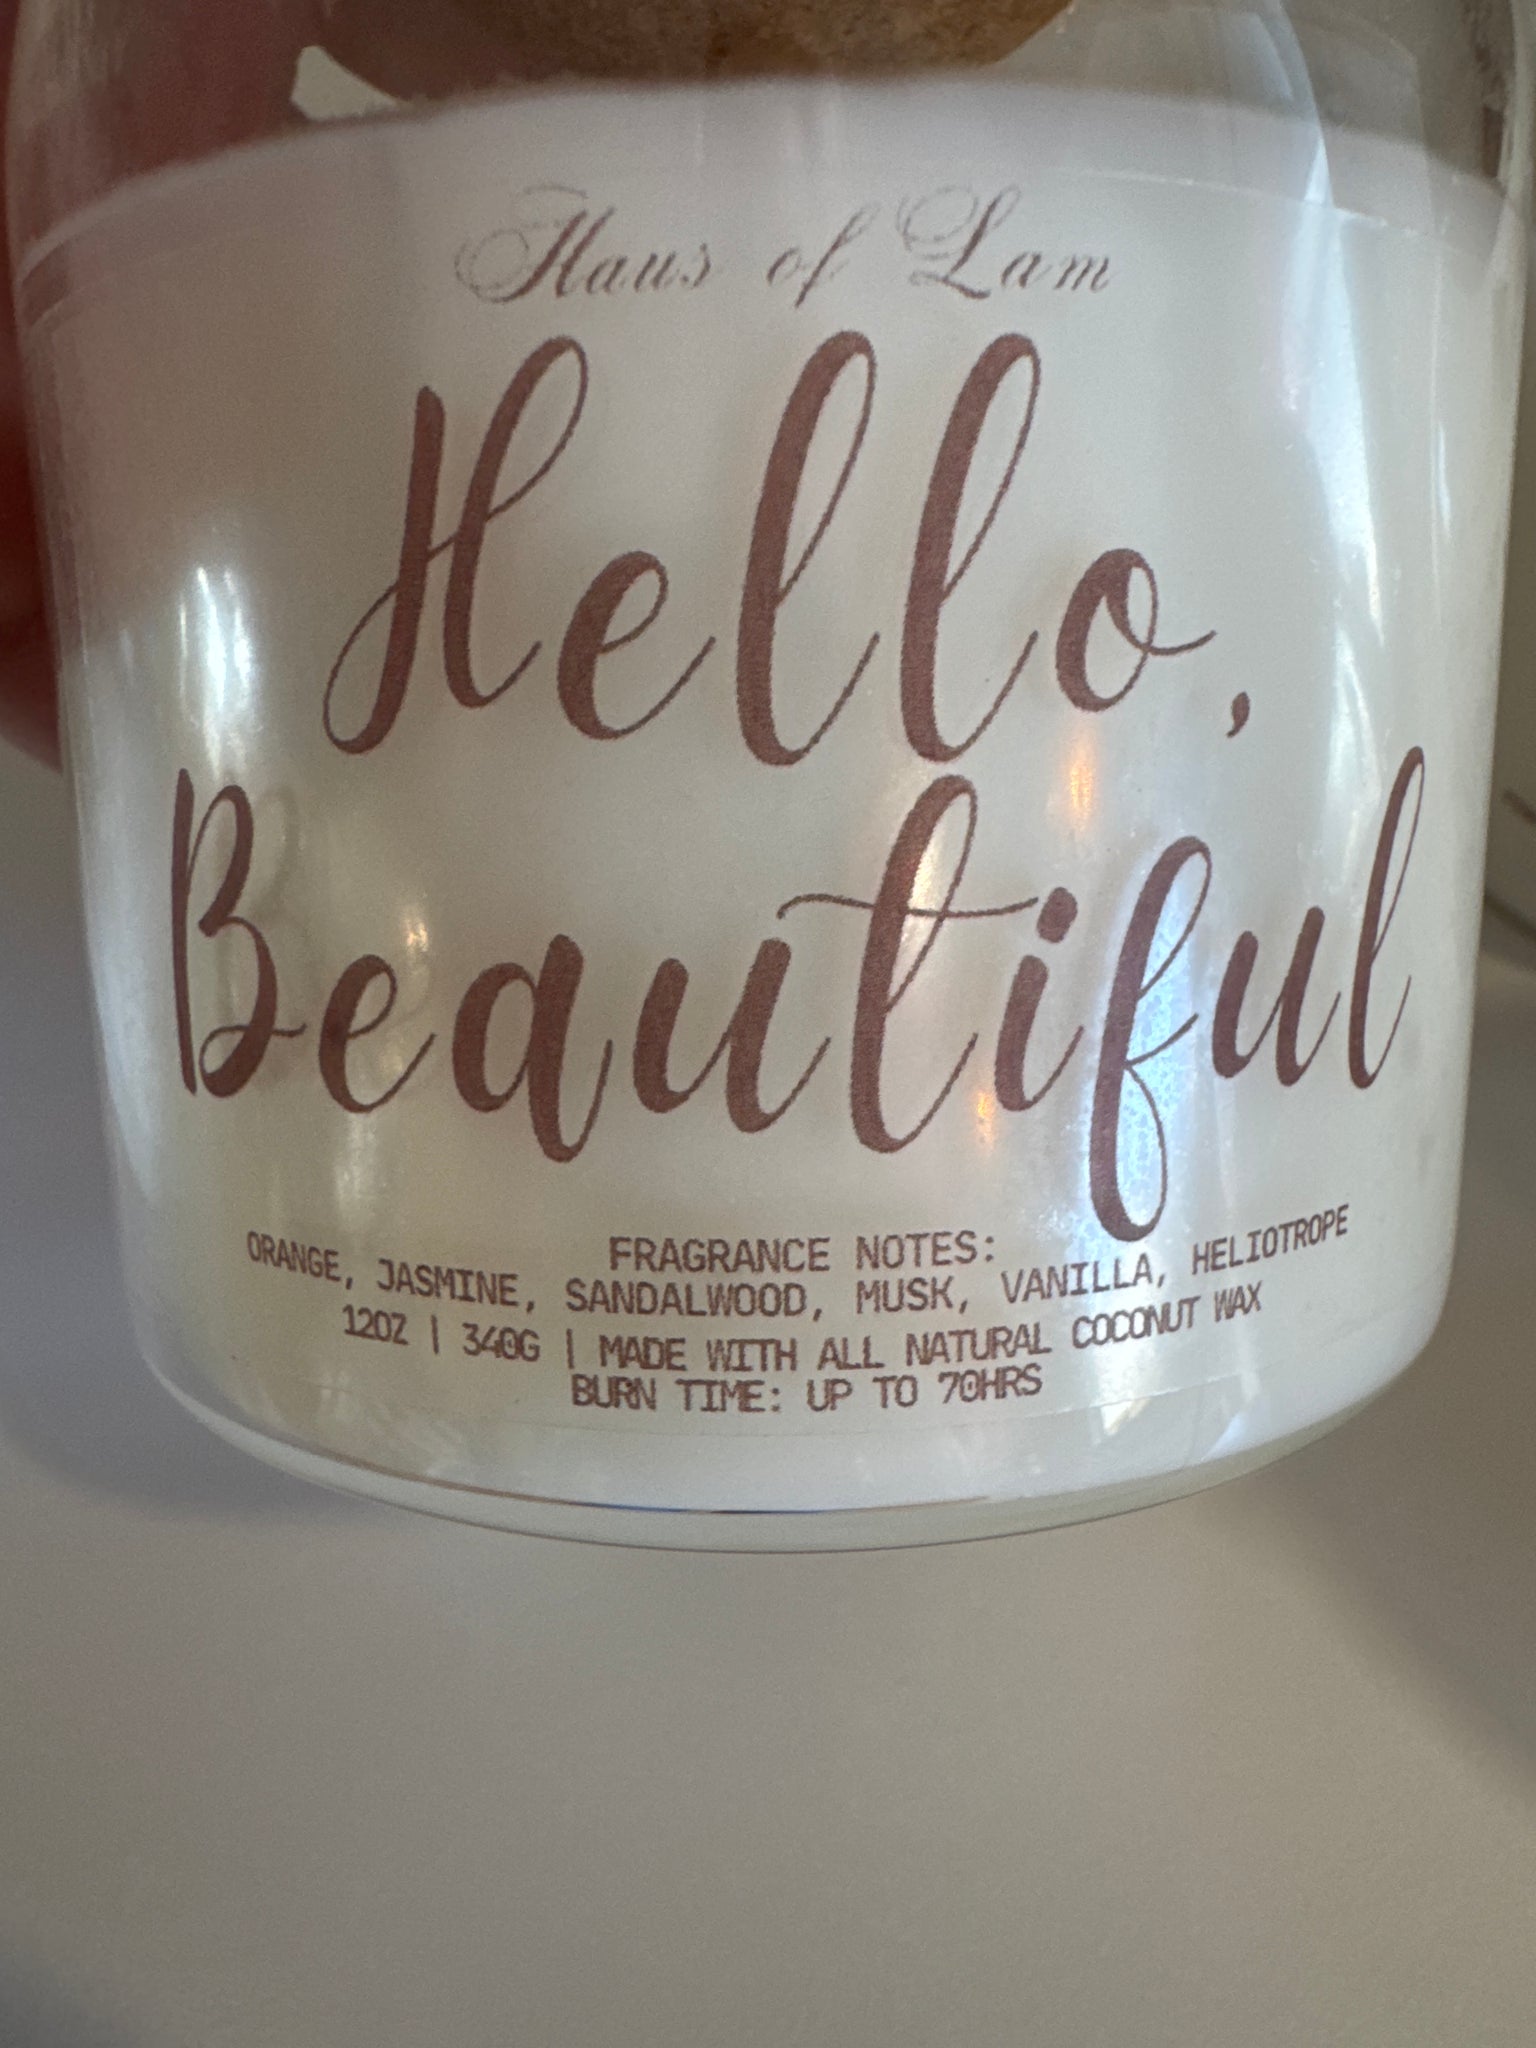 Haus of Lam
Hello,
Beautiful
FRAGRANCE NOTES:
ORANGE, JASMINE, SANDALWOOD, MUSK, VANILLA, HELIOTROPE
12OZ | 340G | MADE WITH ALL NATURAL COCONUT WAX
BURN TIME: UP TO 70HRS